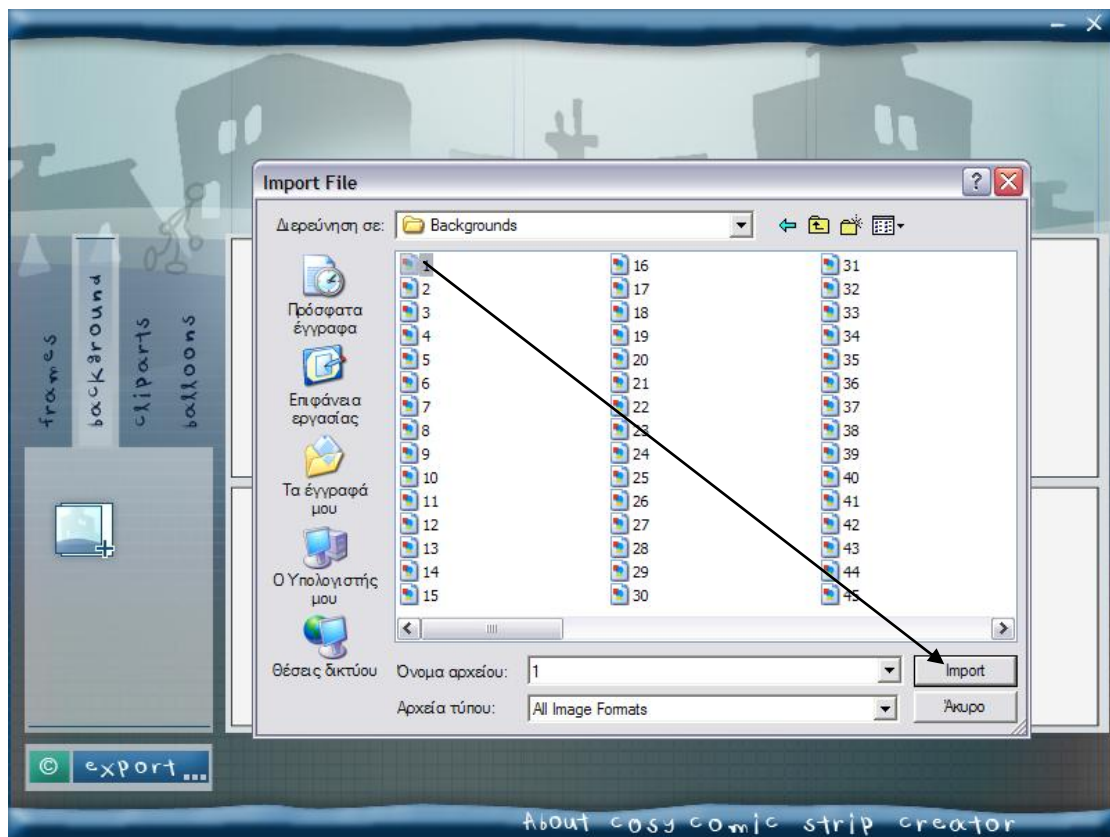 – X
Import File
? X
Διερεύνηση σε: Backgrounds
Πρόσφατα
έγγραφα
Επιφάνεια
εργασίας
Τα έγγραφά
μου
Ο Υπολογιστής
μου
Θέσεις δικτύου
1 16 31
2 17 32
3 18 33
4 19 34
5 20 35
6 21 36
7 22 37
8 23 38
9 24 39
10 25 40
11 26 41
12 27 42
13 28 43
14 29 44
15 30 45
Όνομα αρχείου: 1 Import
Αρχεία τύπου: All Image Formats Άκυρο
frames
background
cliparts
balloons
© export...
About cosy comic strip creator